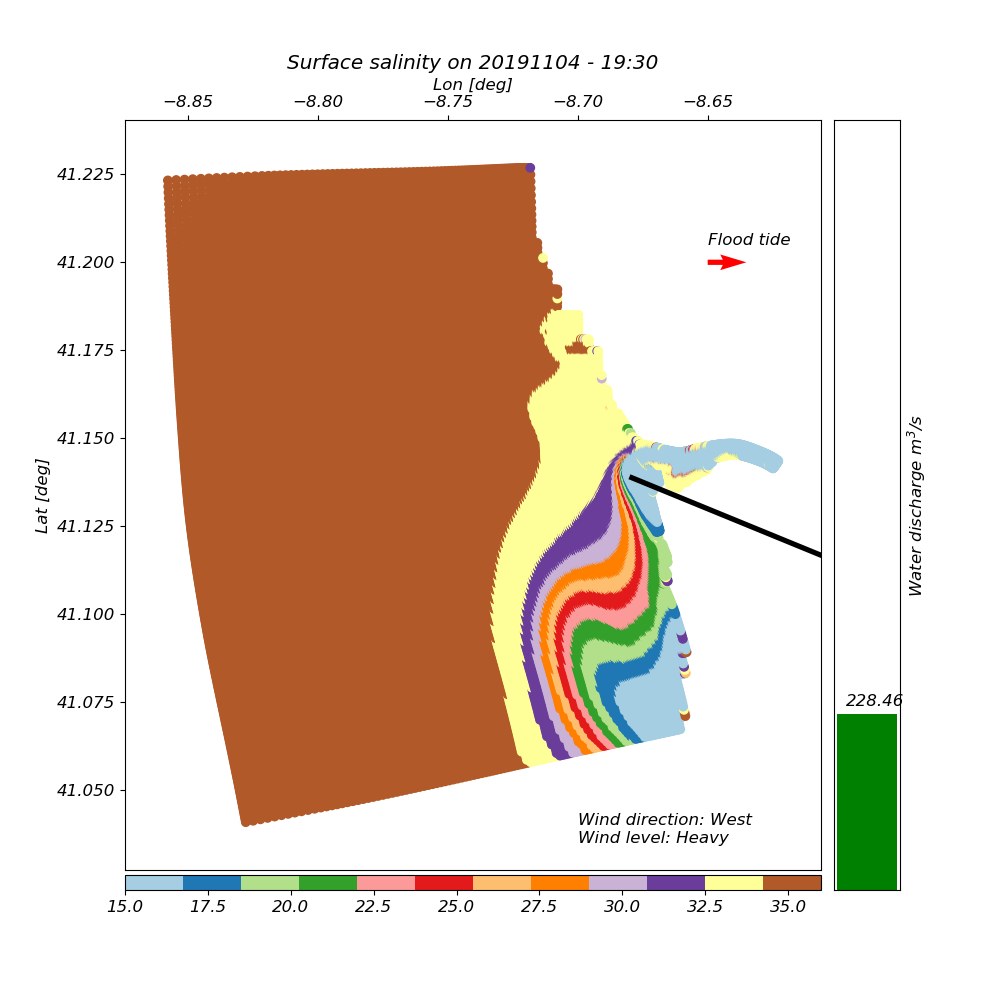 Surface salinity on 20191104 - 19:30
Lon [deg]
−8.85 −8.80 −8.75 −8.70 −8.65
41.225
41.200
41.175
41.150
41.125
41.100
41.075
41.050
Lat [deg]
Flood tide
Water discharge m³/s
228.46
Wind direction: West
Wind level: Heavy
15.0 17.5 20.0 22.5 25.0 27.5 30.0 32.5 35.0